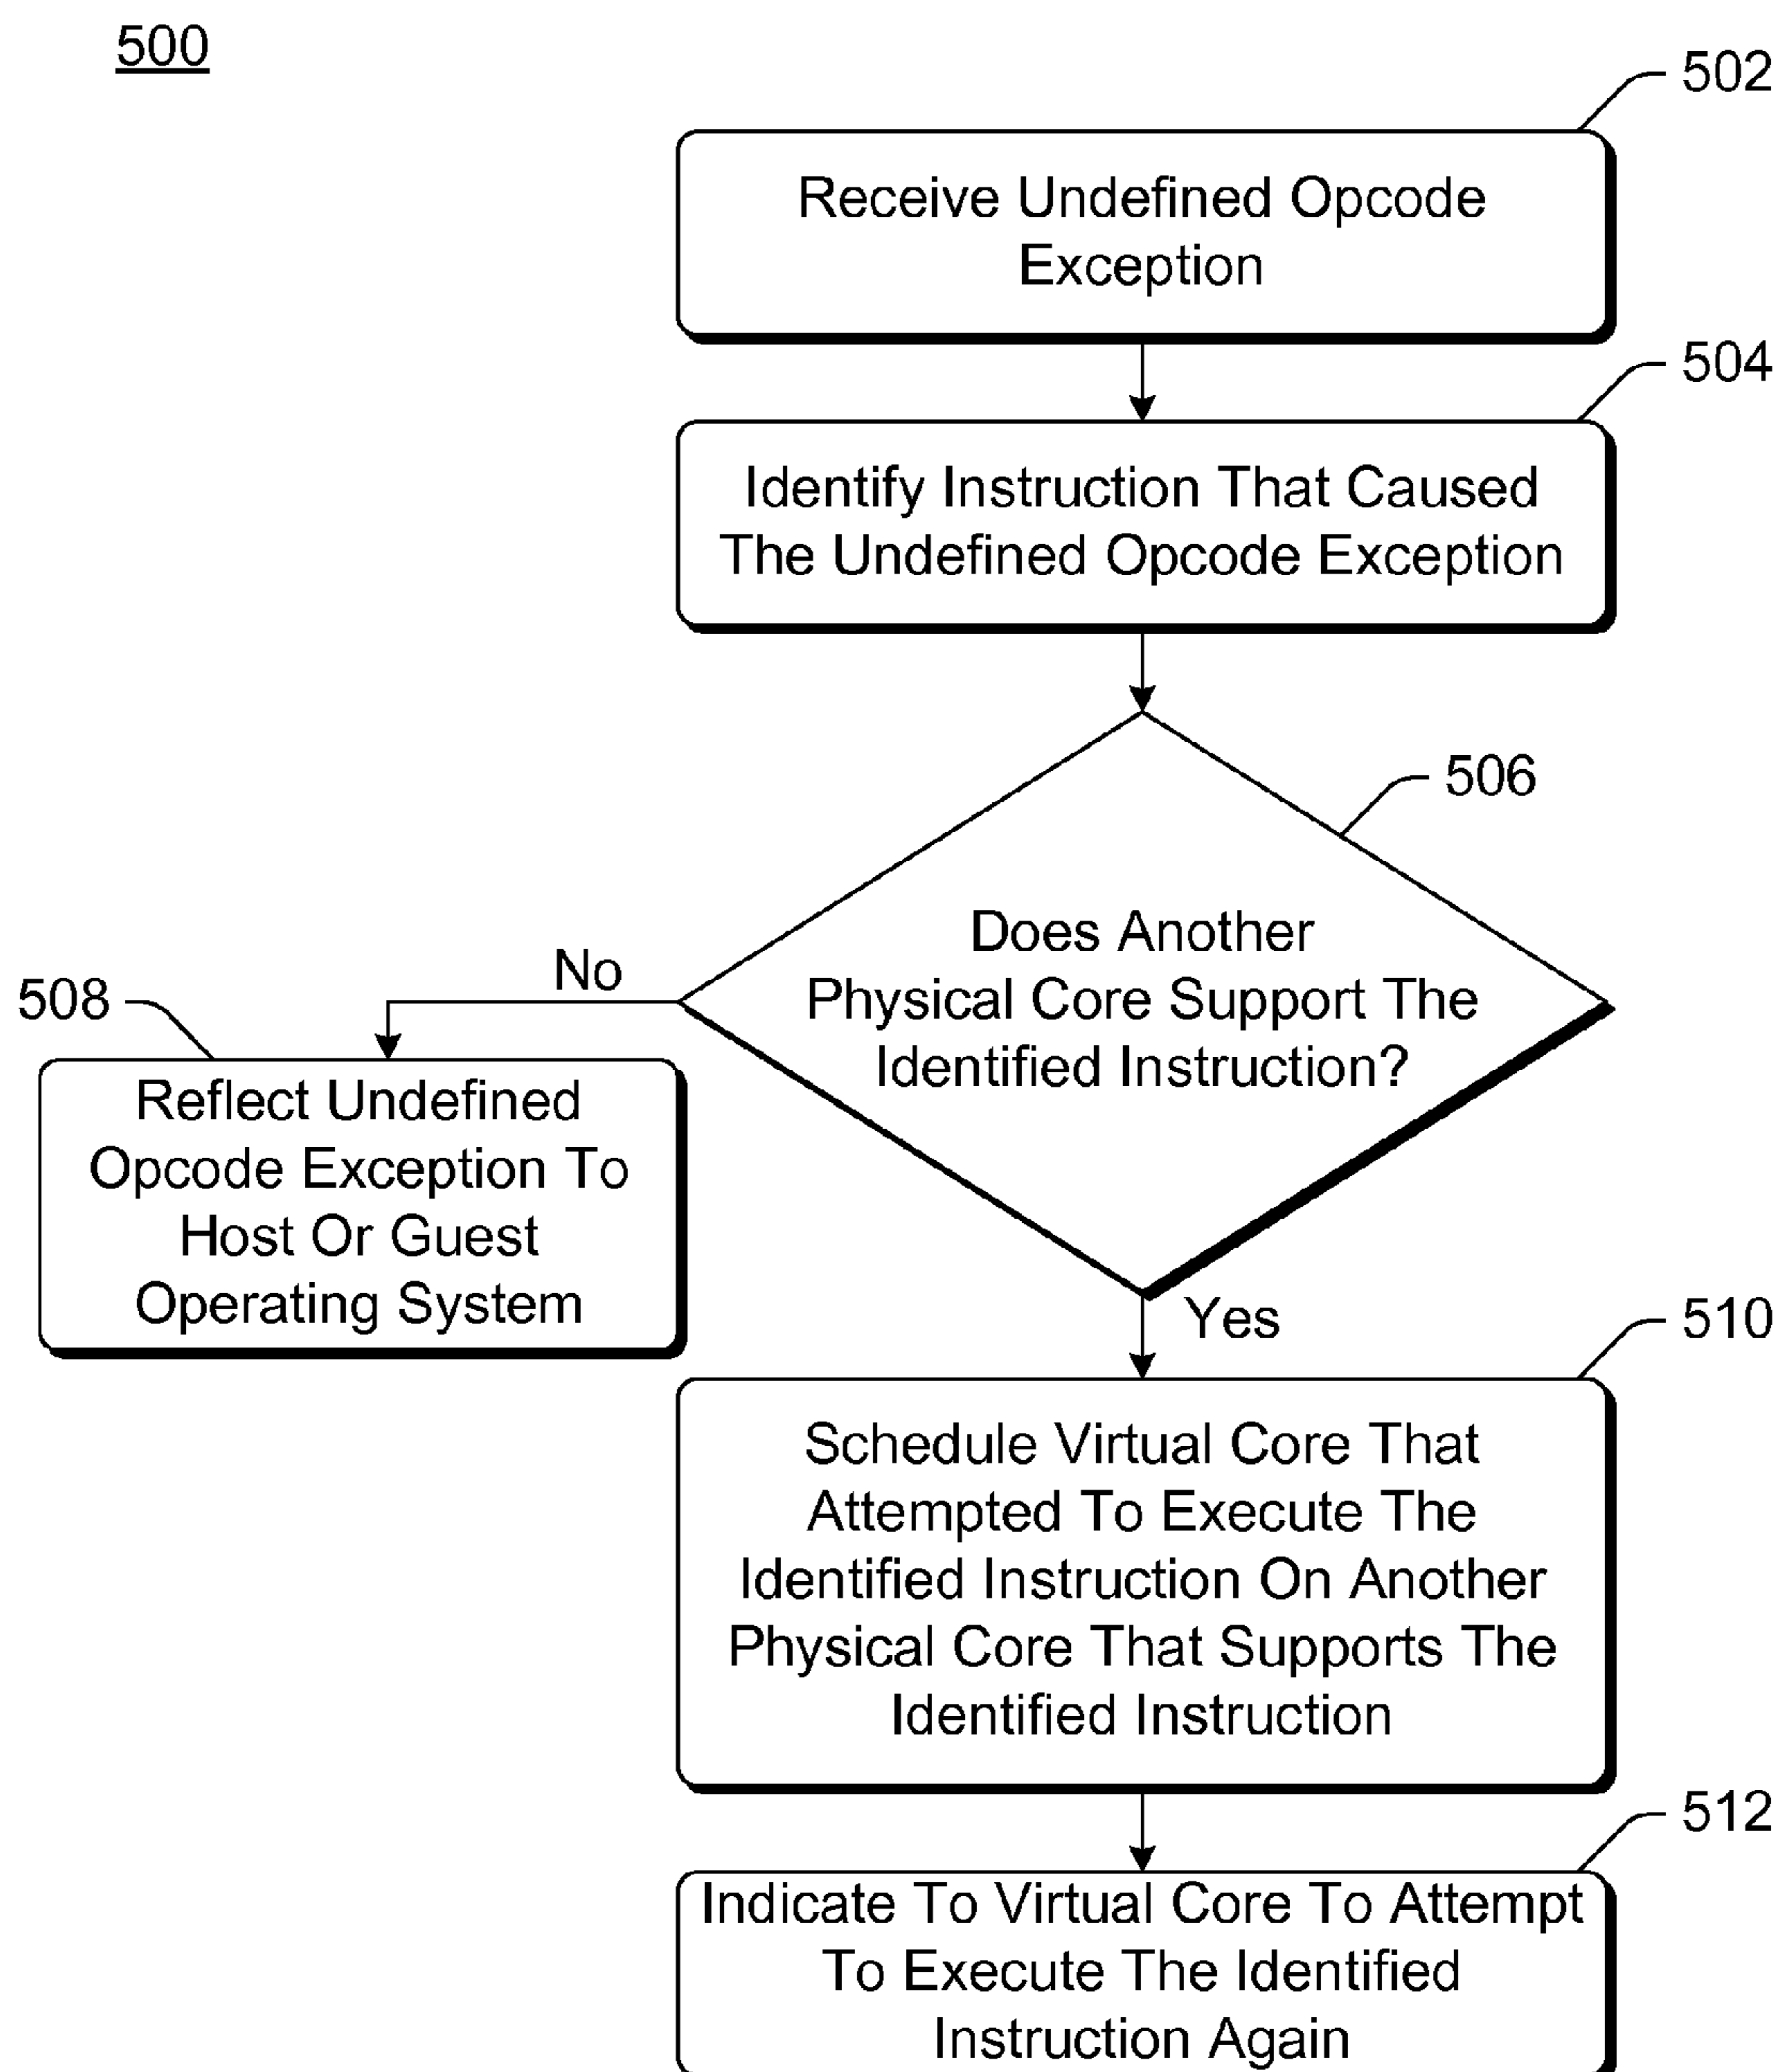 500
502
Receive Undefined Opcode
Exception
504
Identify Instruction That Caused
The Undefined Opcode Exception
506
Does Another
Physical Core Support The
Identified Instruction?
No
508
Reflect Undefined
Opcode Exception To
Host Or Guest
Operating System
Yes
510
Schedule Virtual Core That
Attempted To Execute The
Identified Instruction On Another
Physical Core That Supports The
Identified Instruction
512
Indicate To Virtual Core To Attempt
To Execute The Identified
Instruction Again